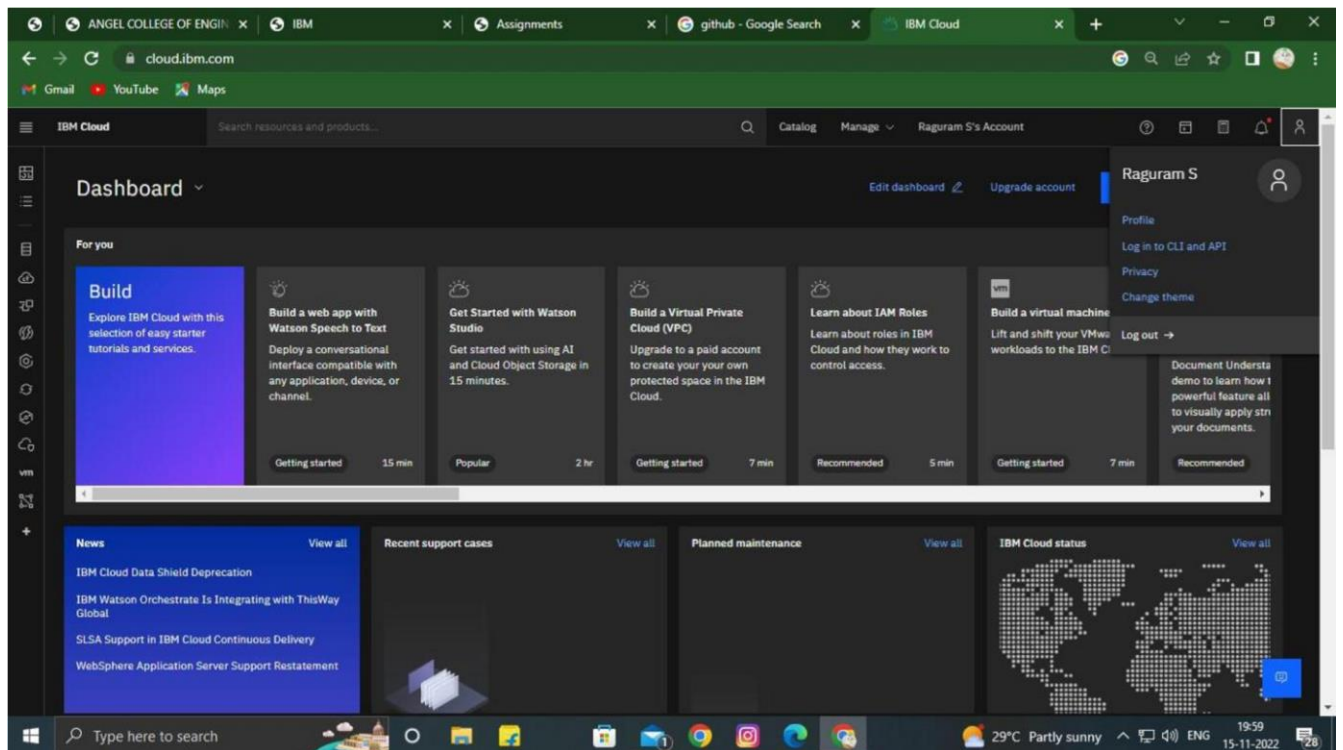 ANGEL COLLEGE OF ENGIN
IBM
Assignments
github - Google Search
IBM Cloud
cloud.ibm.com
Gmail
YouTube
Maps
IBM Cloud
Search resources and products...
Catalog
Manage
Raguram S's Account
Raguram S
Profile
Log in to CLI and API
Privacy
Change theme
Log out →
Dashboard
Edit dashboard
Upgrade account
For you
Build
Explore IBM Cloud with this
selection of easy starter
tutorials and services.
Build a web app with
Watson Speech to Text
Deploy a conversational
interface compatible with
any application, device, or
channel.
Getting started 15 min
Get Started with Watson
Studio
Get started with using AI
and Cloud Object Storage in
15 minutes.
Popular 2 hr
Build a Virtual Private
Cloud (VPC)
Upgrade to a paid account
to create your your own
protected space in the IBM
Cloud.
Getting started 7 min
Learn about IAM Roles
Learn about roles in IBM
Cloud and how they work to
control access.
Recommended 5 min
vm
Build a virtual machine
Lift and shift your VMwa
workloads to the IBM Cl
Getting started 7 min
Document Understa
demo to learn how t
powerful feature all
to visually apply stru
your documents.
Recommended
vm
News View all
IBM Cloud Data Shield Deprecation
IBM Watson Orchestrate Is Integrating with ThisWay
Global
SLSA Support in IBM Cloud Continuous Delivery
WebSphere Application Server Support Restatement
Recent support cases View all
Planned maintenance View all
IBM Cloud status View all
Type here to search
29°C Partly sunny
ENG
19:59
15-11-2022
28